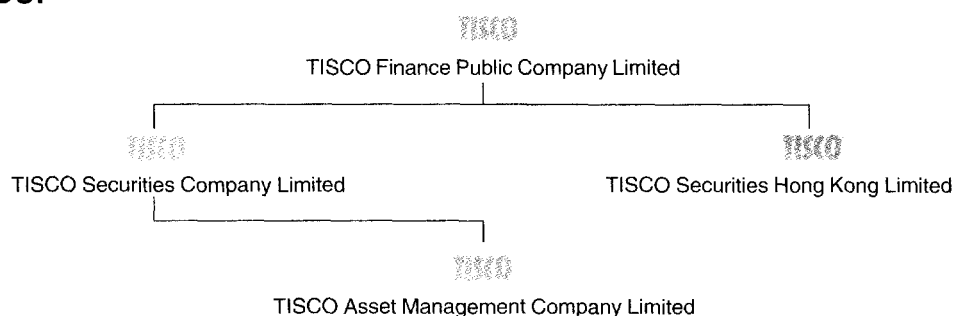 TISCO
TISCO Finance Public Company Limited
TISCO
TISCO
TISCO Securities Company Limited
TISCO Securities Hong Kong Limited
TISCO
TISCO Asset Management Company Limited